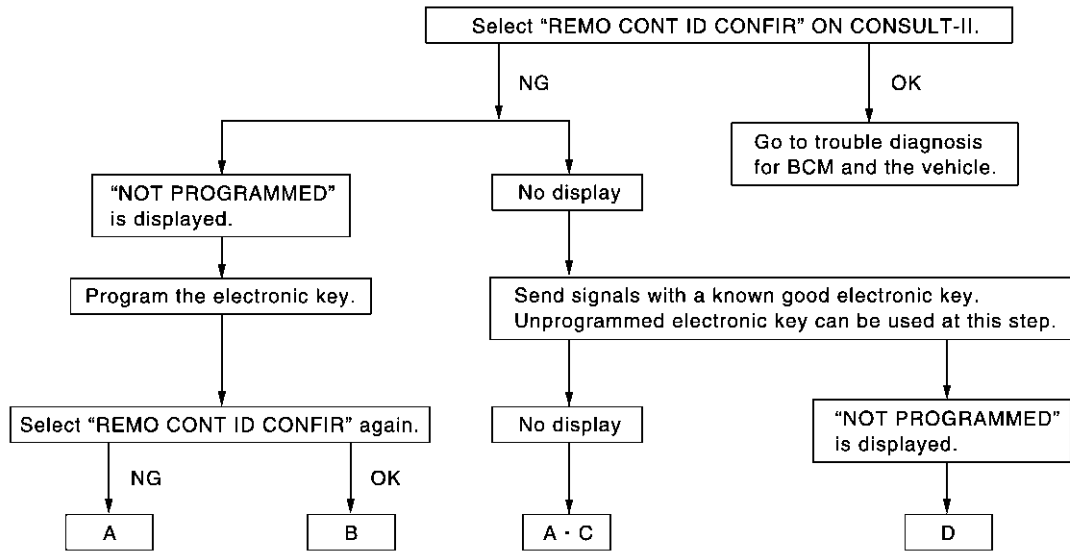 Select “REMO CONT ID CONFIR” ON CONSULT-II.
NG
OK
Go to trouble diagnosis
for BCM and the vehicle.
“NOT PROGRAMMED”
is displayed.
No display
Program the electronic key.
Send signals with a known good electronic key.
Unprogrammed electronic key can be used at this step.
Select “REMO CONT ID CONFIR” again.
No display
“NOT PROGRAMMED”
is displayed.
NG
OK
A
B
A · C
D